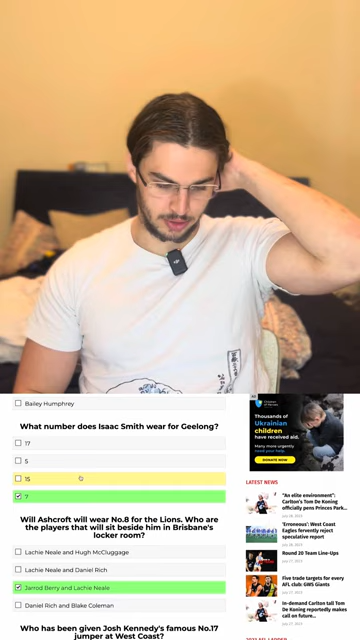 Bailey Humphrey
What number does Isaac Smith wear for Geelong?
17
5
15
7
Will Ashcroft will wear No.8 for the Lions. Who are
the players that will sit beside him in Brisbane's
locker room?
Lachie Neale and Hugh McCluggage
Lachie Neale and Daniel Rich
Jarrod Berry and Lachie Neale
Daniel Rich and Blake Coleman
Who has been given Josh Kennedy's famous No.17
jumper at West Coast?
Thousands of
Ukrainian
children
have received aid.
Many more urgently
need your help.
DONATE NOW
LATEST NEWS
"An elite environment":
Carlton's Tom De Koning
officially pens Princes Park...
'Erroneous': West Coast
Eagles fervently reject
speculative report
Round 20 Team Line-Ups
Five trade targets for every
AFL club: GWS Giants
In-demand Carlton tall Tom
De Koning reportedly makes
call on future...